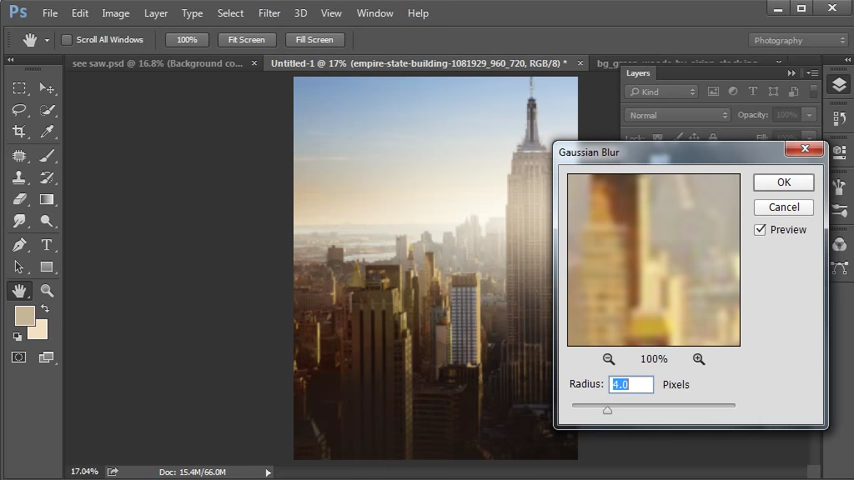 Ps File Edit Image Layer Type Select Filter 3D View Window Help
Scroll All Windows 100% Fit Screen Fill Screen Photography
see saw.psd @ 16.8% (Background co... × Untitled-1 @ 17% (empire-state-building-1081929_960_720, RGB/8) * ×
Layers
Kind
Normal Opacity: 100%
Gaussian Blur
OK
Cancel
Preview
100%
Radius: 4.0 Pixels
17.04% Doc: 15.4M/66.0M